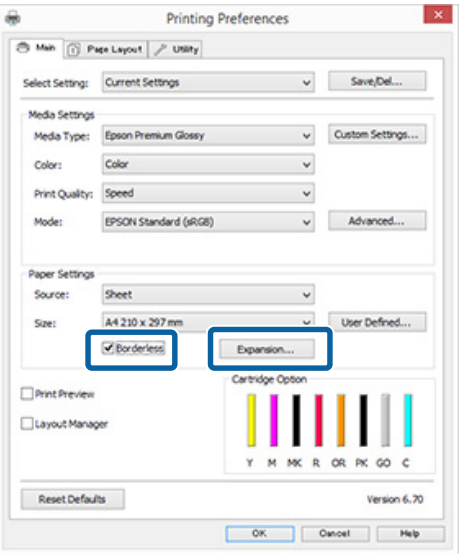 Printing Preferences
Main Page Layout Utility
Select Setting: Current Settings Save/Del...
Media Settings
Media Type: Epson Premium Glossy Custom Settings...
Color: Color
Print Quality: Speed
Mode: EPSON Standard (sRGB) Advanced...
Paper Settings
Source: Sheet
Size: A4 210 x 297 mm User Defined...
Borderless Expansion...
Print Preview
Layout Manager
Cartridge Option
Y M MK R OR PK GO C
Reset Defaults Version 6.70
OK Cancel Help